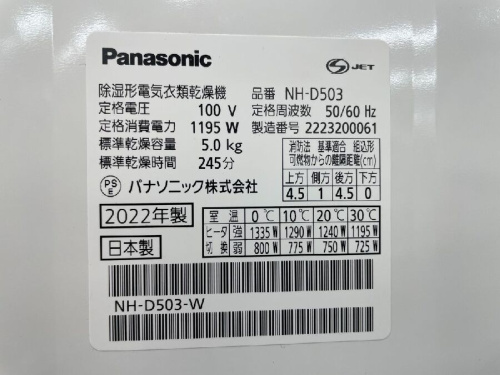 Panasonic
S JET
除湿形電気衣類乾燥機 品番 NH-D503
定格電圧 100 V 定格周波数 50/60 Hz
定格消費電力 1195 W 製造番号 2223200061
標準乾燥容量 5.0 kg
標準乾燥時間 245分
消防法 基準適合 組込形
可燃物からの離隔距離(cm)
上方 側方 後方 下方
4.5 1 4.5 0
PS E パナソニック株式会社
2022年製
日本製
室温 0℃ 10℃ 20℃ 30℃
ヒータ切換 強 1335 W 1290 W 1240 W 1195 W
弱 800 W 775 W 750 W 725 W
NH-D503-W